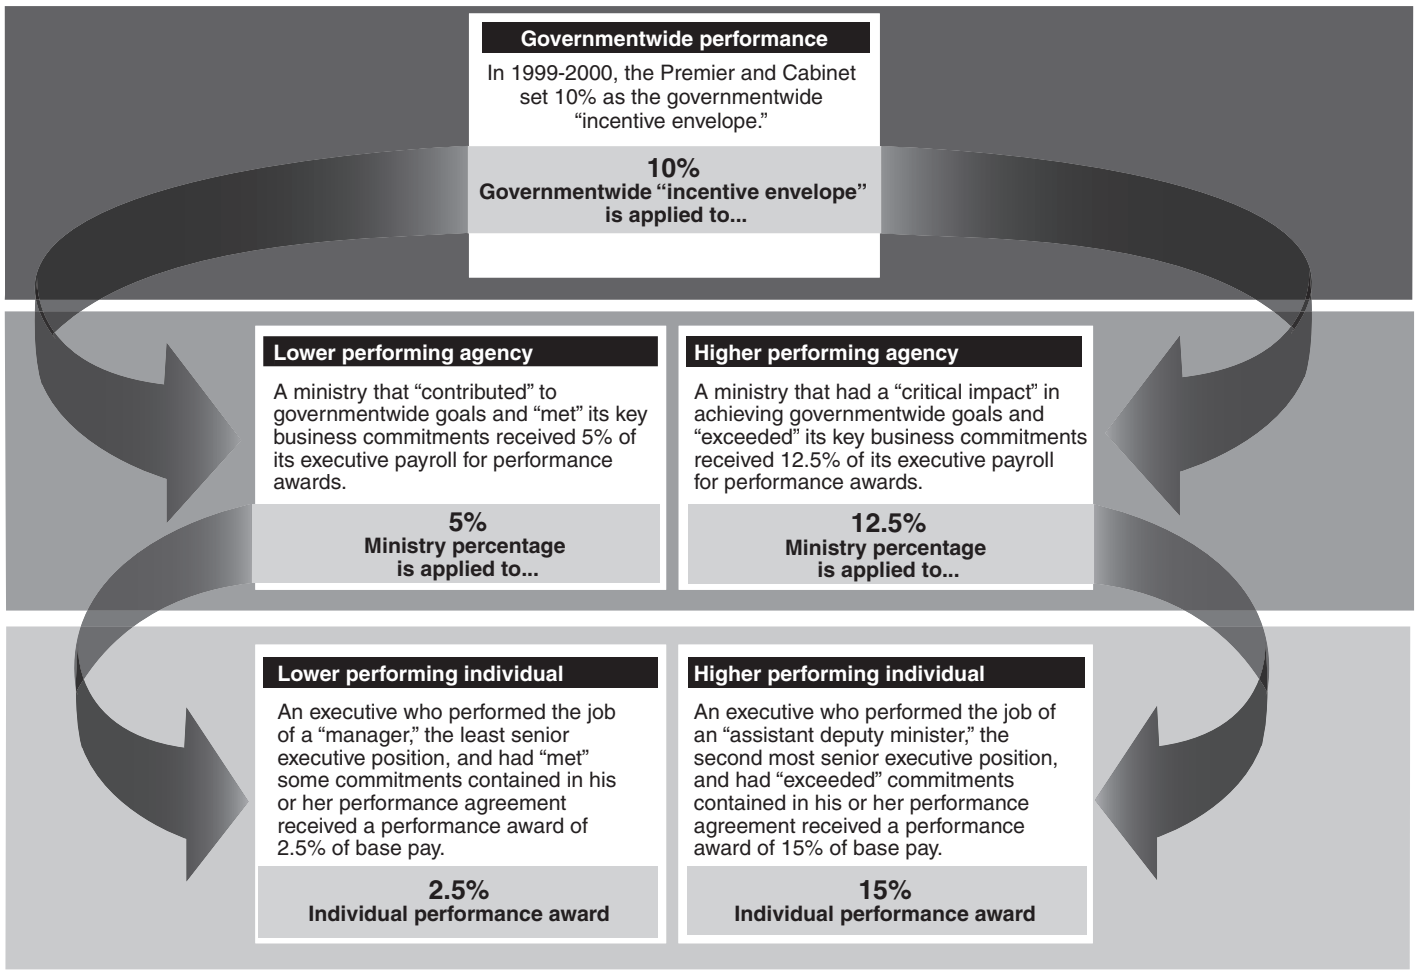 Governmentwide performance
In 1999-2000, the Premier and Cabinet
set 10% as the governmentwide
“incentive envelope.”
10%
Governmentwide “incentive envelope”
is applied to...
Lower performing agency
A ministry that “contributed” to
governmentwide goals and “met” its key
business commitments received 5% of
its executive payroll for performance
awards.
5%
Ministry percentage
is applied to...
Higher performing agency
A ministry that had a “critical impact” in
achieving governmentwide goals and
“exceeded” its key business commitments
received 12.5% of its executive payroll
for performance awards.
12.5%
Ministry percentage
is applied to...
Lower performing individual
An executive who performed the job
of a “manager,” the least senior
executive position, and had “met”
some commitments contained in his
or her performance agreement
received a performance award of
2.5% of base pay.
2.5%
Individual performance award
Higher performing individual
An executive who performed the job of
an “assistant deputy minister,” the
second most senior executive position,
and had “exceeded” commitments
contained in his or her performance
agreement received a performance
award of 15% of base pay.
15%
Individual performance award